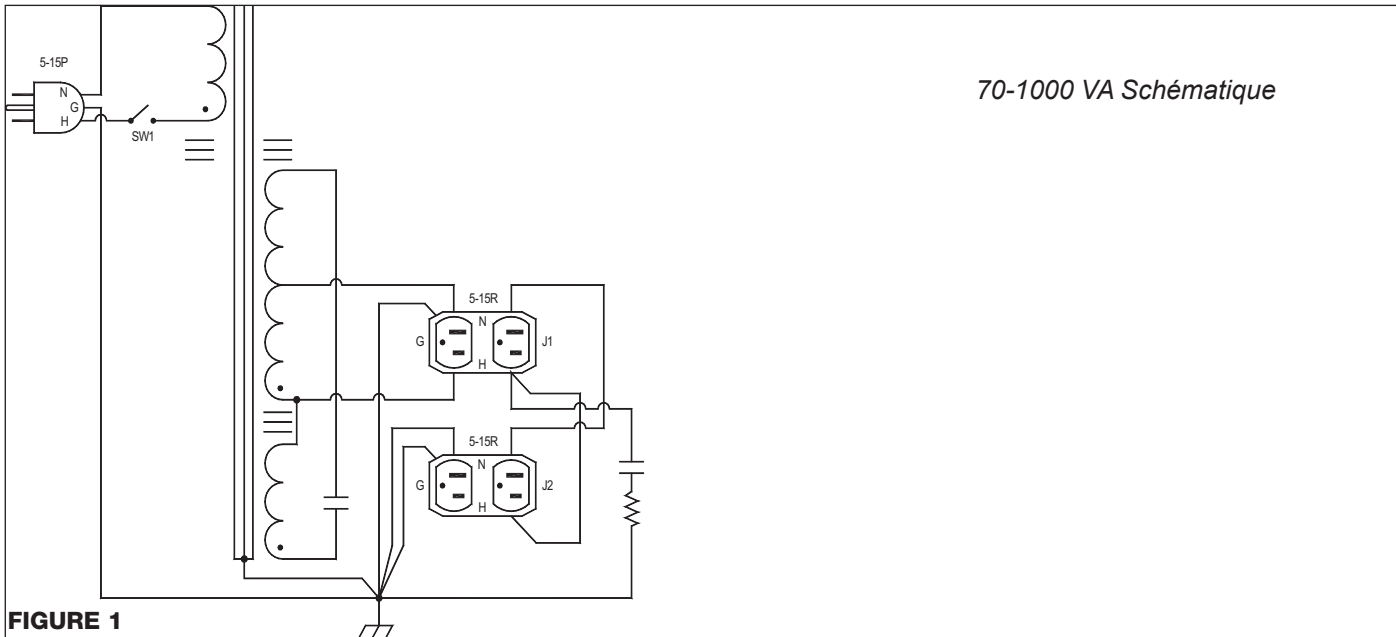 70-1000 VA Schématique
5-15P
N
G
H
SW1
5-15R
N
G
J1
H
5-15R
N
G
J2
H
FIGURE 1